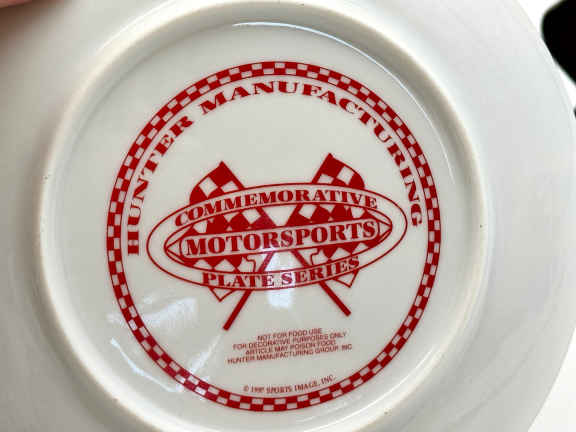 HUNTER MANUFACTURING
COMMEMORATIVE
MOTORSPORTS
PLATE SERIES
NOT FOR FOOD USE
FOR DECORATIVE PURPOSES ONLY
ARTICLE MAY POISON FOOD
HUNTER MANUFACTURING GROUP, INC.
© 1997 SPORTS IMAGE, INC.